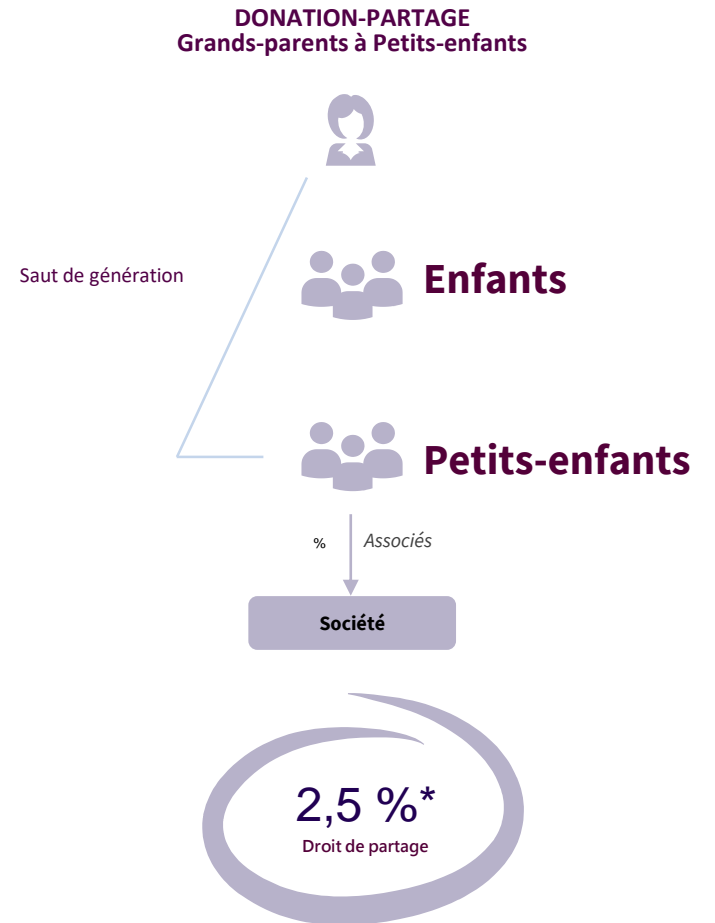 DONATION-PARTAGE
Grands-parents à Petits-enfants
Saut de génération
Enfants
Petits-enfants
% Associés
Société
2,5 %*
Droit de partage